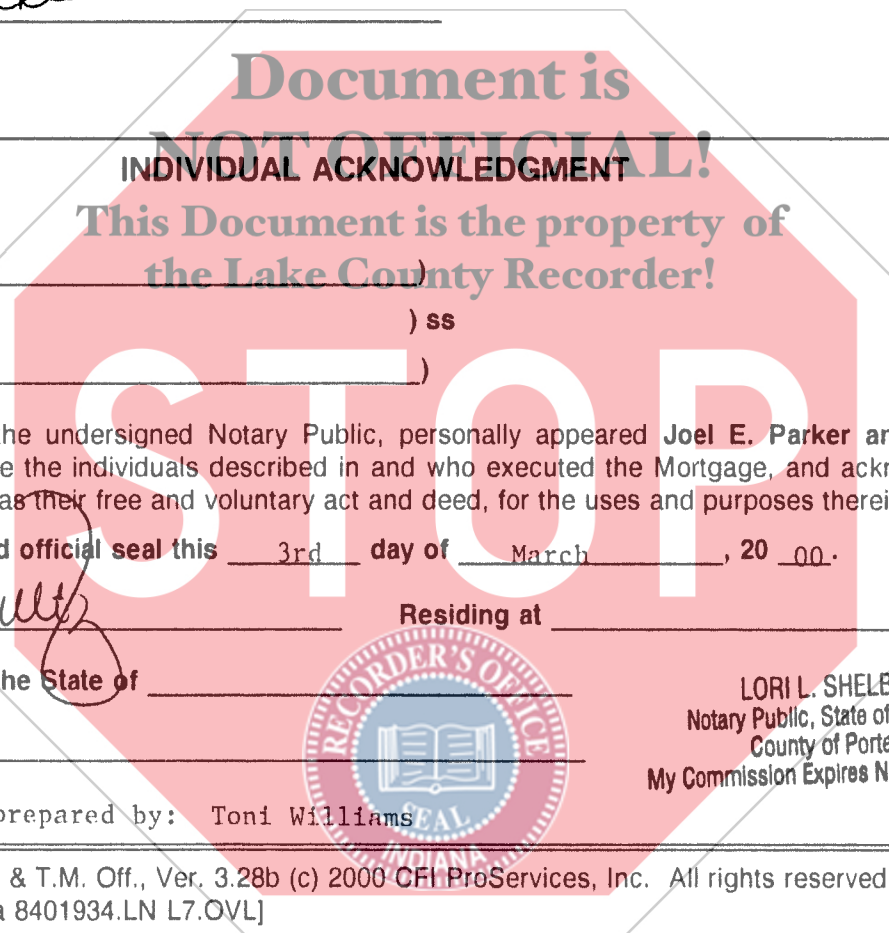 Document is
NOT OFFICIAL!
INDIVIDUAL ACKNOWLEDGMENT
This Document is the property of
the Lake County Recorder!
)
) ss
)
STOP
he undersigned Notary Public, personally appeared Joel E. Parker an
e the individuals described in and who executed the Mortgage, and ackn
as their free and voluntary act and deed, for the uses and purposes therei
d official seal this 3rd day of March, 20 00.
Residing at
he State of
RECORDER'S OFFICE
SEAL
INDIANA
LORI L. SHELB
Notary Public, State of
County of Porte
My Commission Expires N
prepared by: Toni Williams
& T.M. Off., Ver. 3.28b (c) 2000 CFI ProServices, Inc. All rights reserved
a 8401934.LN L7.OVL]